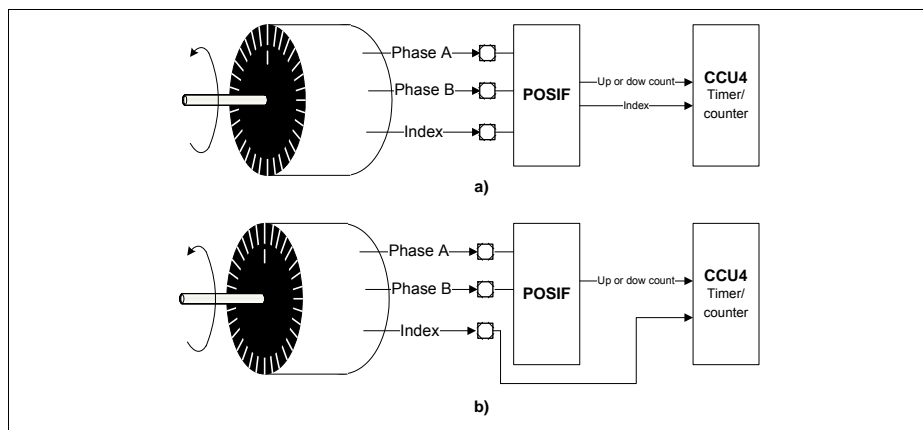 Phase A
Phase B
Index
POSIF
Up or dow count
Index
CCU4
Timer/
counter
a)
Phase A
Phase B
Index
POSIF
Up or dow count
CCU4
Timer/
counter
b)